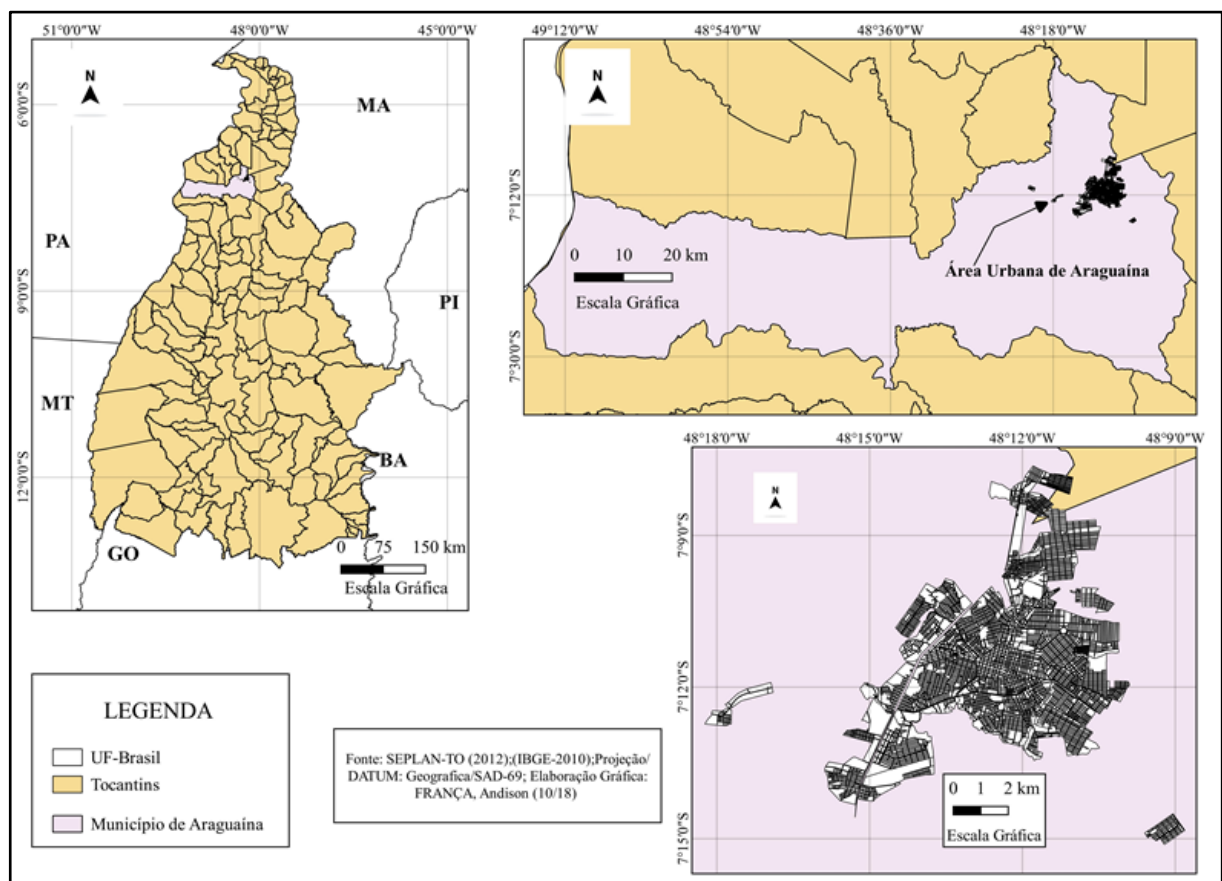 51°0'0"W
48°0'0"W
45°0'0"W
6°0'0"S
9°0'0"S
12°0'0"S
N
MA
PA
PI
MT
BA
GO
0 75 150 km
Escala Gráfica
49°12'0"W
48°54'0"W
48°36'0"W
48°18'0"W
7°12'0"S
7°30'0"S
N
0 10 20 km
Escala Gráfica
Área Urbana de Araguaína
48°18'0"W
48°15'0"W
48°12'0"W
48°9'0"W
7°9'0"S
7°12'0"S
7°15'0"S
N
0 1 2 km
Escala Gráfica
LEGENDA
UF-Brasil
Tocantins
Município de Araguaína
Fonte: SEPLAN-TO (2012);(IBGE-2010);Projeção/
DATUM: Geografica/SAD-69; Elaboração Gráfica:
FRANÇA, Andison (10/18)